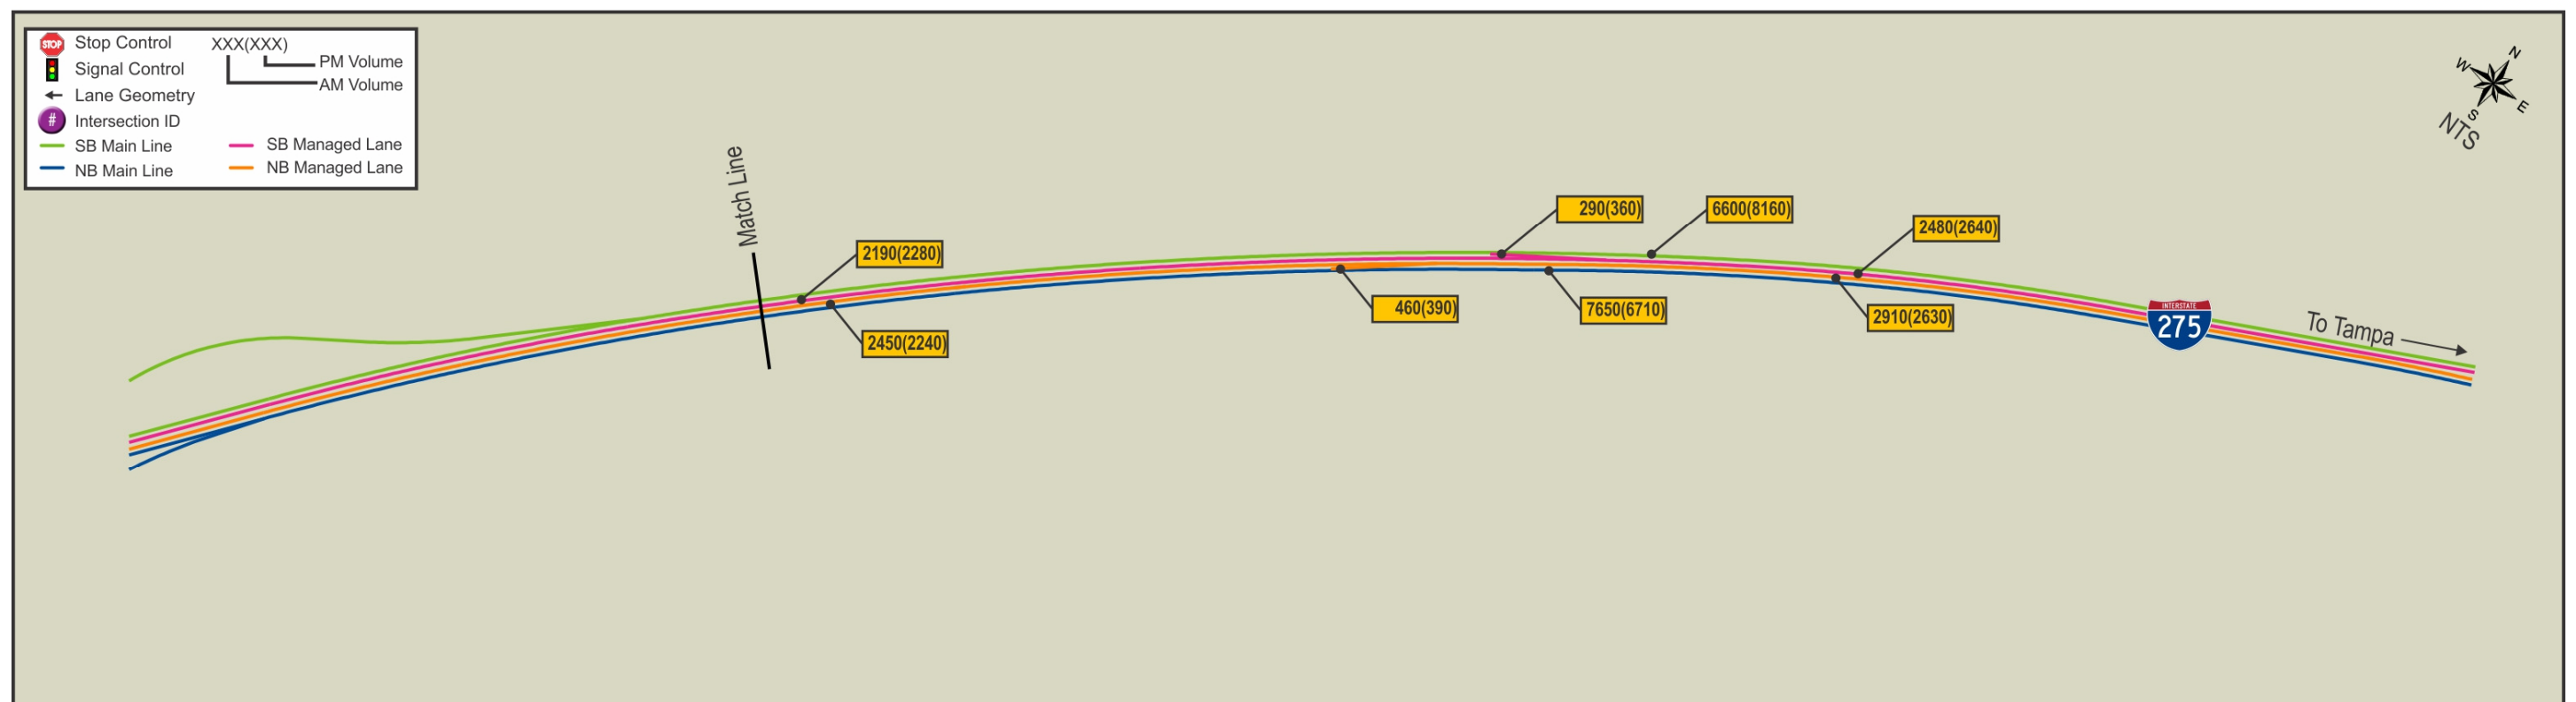 STOP Stop Control
Signal Control
Lane Geometry
# Intersection ID
SB Main Line
NB Main Line
XXX(XXX)
PM Volume
AM Volume
SB Managed Lane
NB Managed Lane
N
W
E
S
NTS
Match Line
2190(2280)
2450(2240)
290(360)
6600(8160)
2480(2640)
460(390)
7650(6710)
2910(2630)
INTERSTATE
275
To Tampa